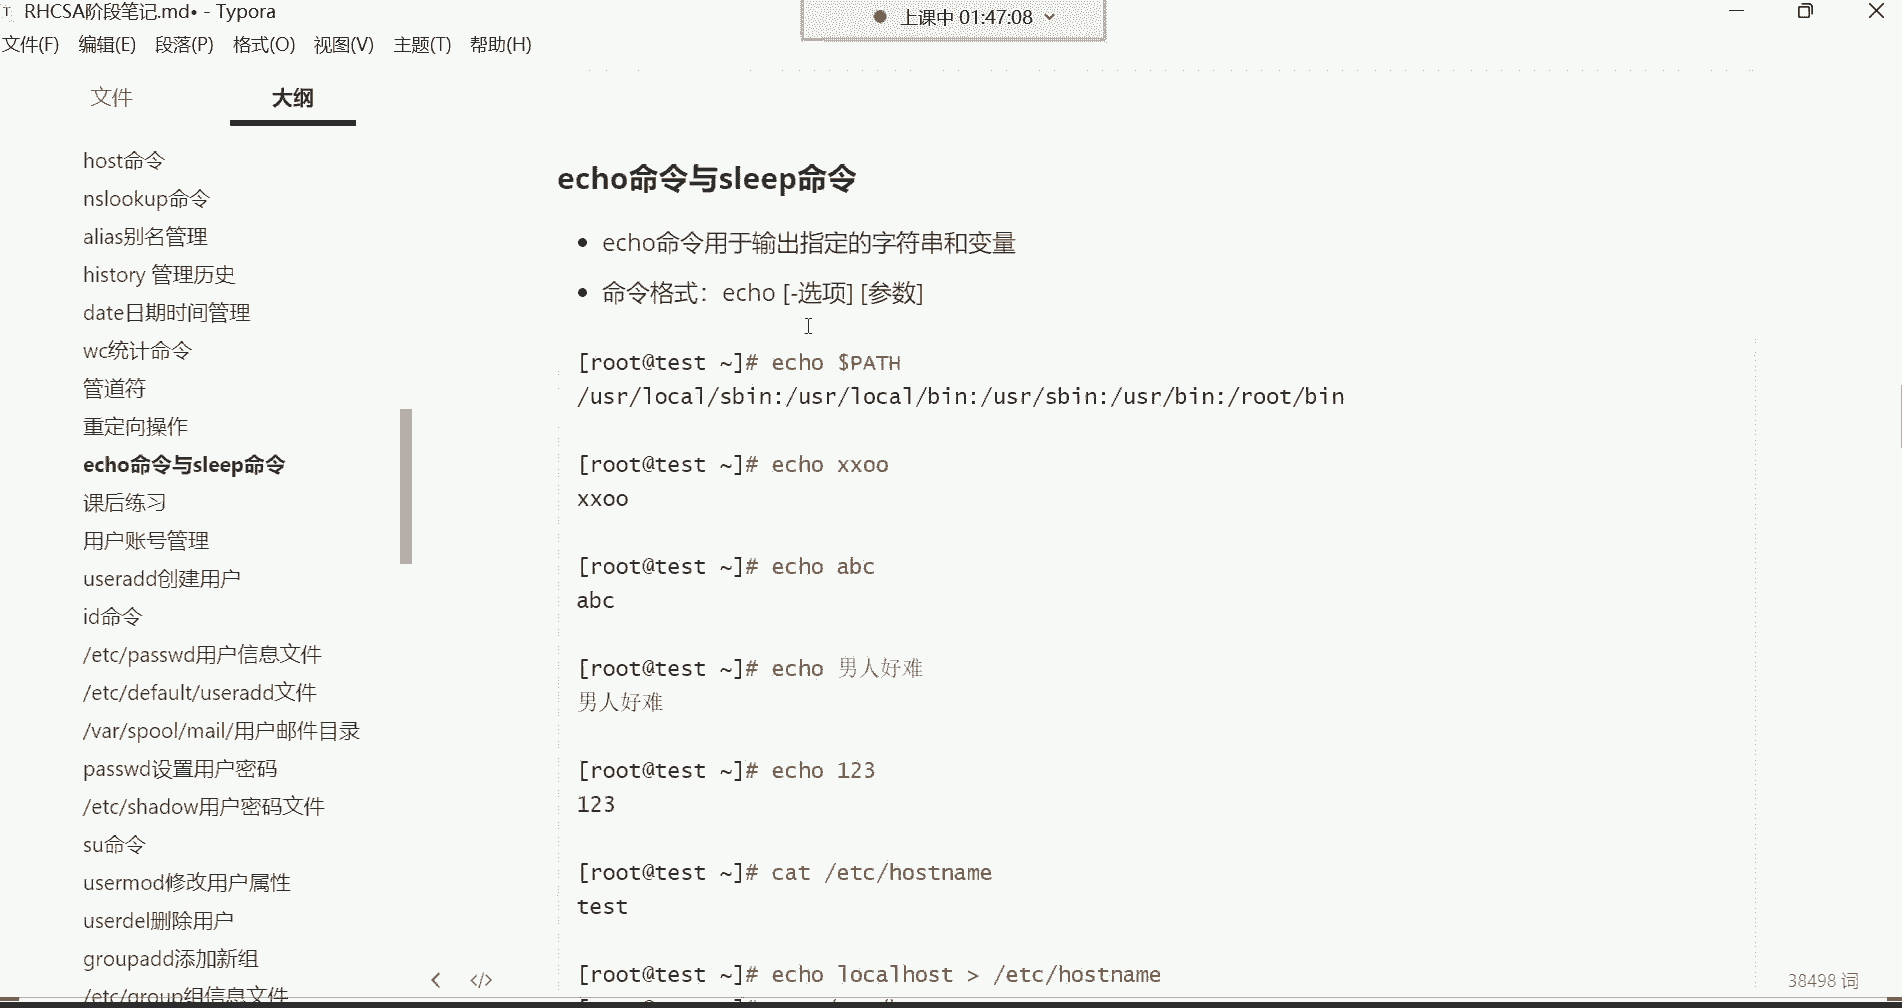 RHCSA阶段笔记.md• - Typora
上课中 01:47:08
文件(F) 编辑(E) 段落(P) 格式(O) 视图(V) 主题(T) 帮助(H)
文件 大纲
host命令
nslookup命令
alias别名管理
history 管理历史
date日期时间管理
wc统计命令
管道符
重定向操作
echo命令与sleep命令
课后练习
用户账号管理
useradd创建用户
id命令
/etc/passwd用户信息文件
/etc/default/useradd文件
/var/spool/mail/用户邮件目录
passwd设置用户密码
/etc/shadow用户密码文件
su命令
usermod修改用户属性
userdel删除用户
groupadd添加新组
/etc/group组信息文件
echo命令与sleep命令
• echo命令用于输出指定的字符串和变量
• 命令格式：echo [-选项] [参数]
[root@test ~]# echo $PATH
/usr/local/sbin:/usr/local/bin:/usr/sbin:/usr/bin:/root/bin
[root@test ~]# echo xxoo
xxoo
[root@test ~]# echo abc
abc
[root@test ~]# echo 男人好难
男人好难
[root@test ~]# echo 123
123
[root@test ~]# cat /etc/hostname
test
[root@test ~]# echo localhost > /etc/hostname
38498 词